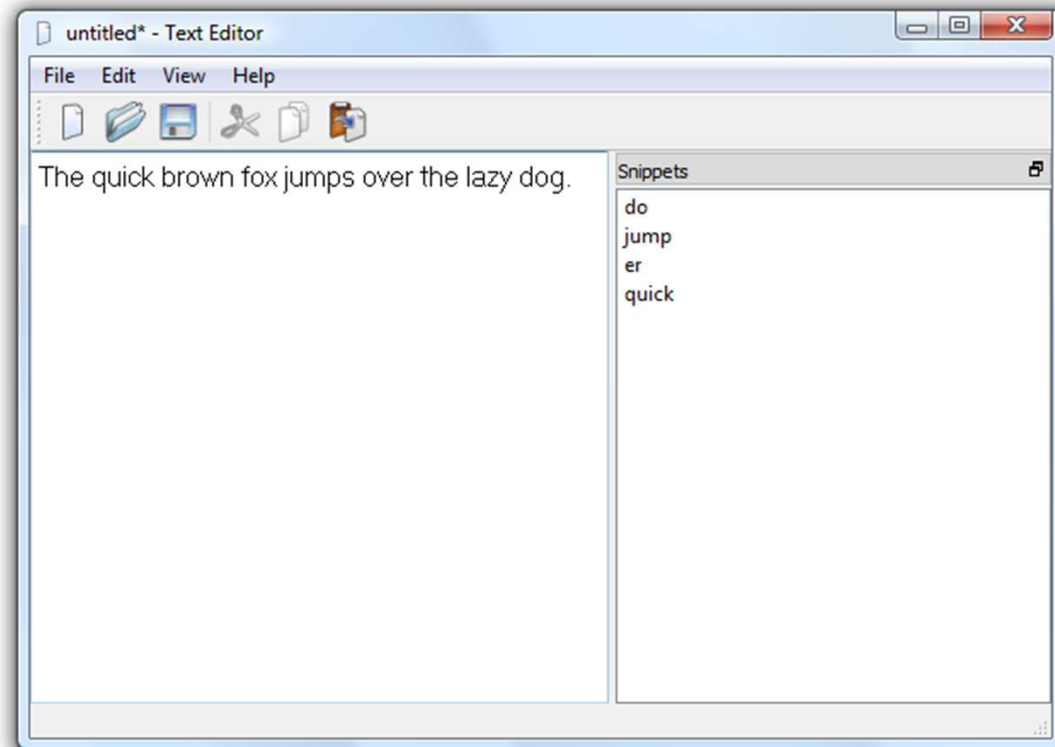 untitled* - Text Editor
File Edit View Help
The quick brown fox jumps over the lazy dog.
Snippets
do
jump
er
quick